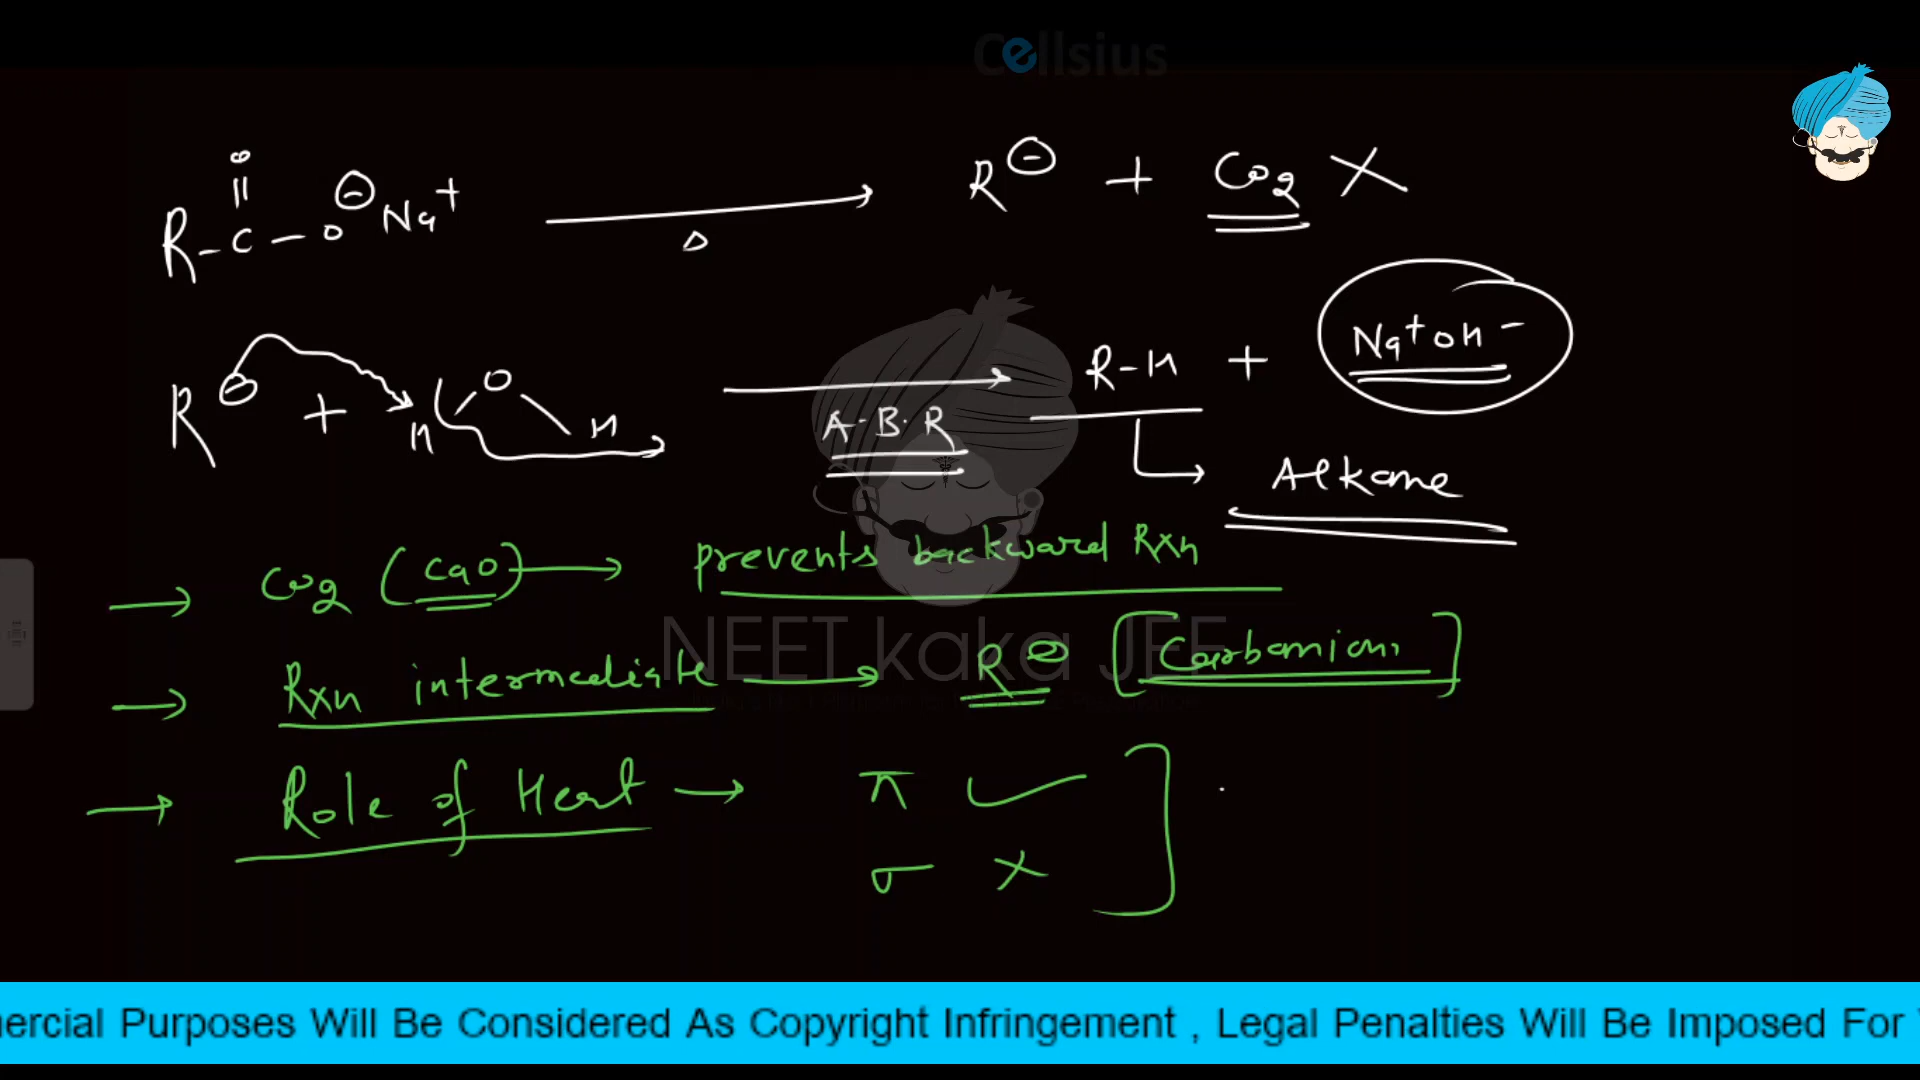 Cellsius
O
||
R-C-O⊖ Na+ ⟶ Δ R⊖ + CO2 X
R⊖ + H O H ⟶ A.B.R R-H + Na+OH-
↳ Alkane
→ CO2 (CaO) → prevents backward Rxn
NEET kaka JEE
→ Rxn intermediate → R⊖ [Carbanion]
→ Role of Heat → π ✓
σ X
nercial Purposes Will Be Considered As Copyright Infringement , Legal Penalties Will Be Imposed For